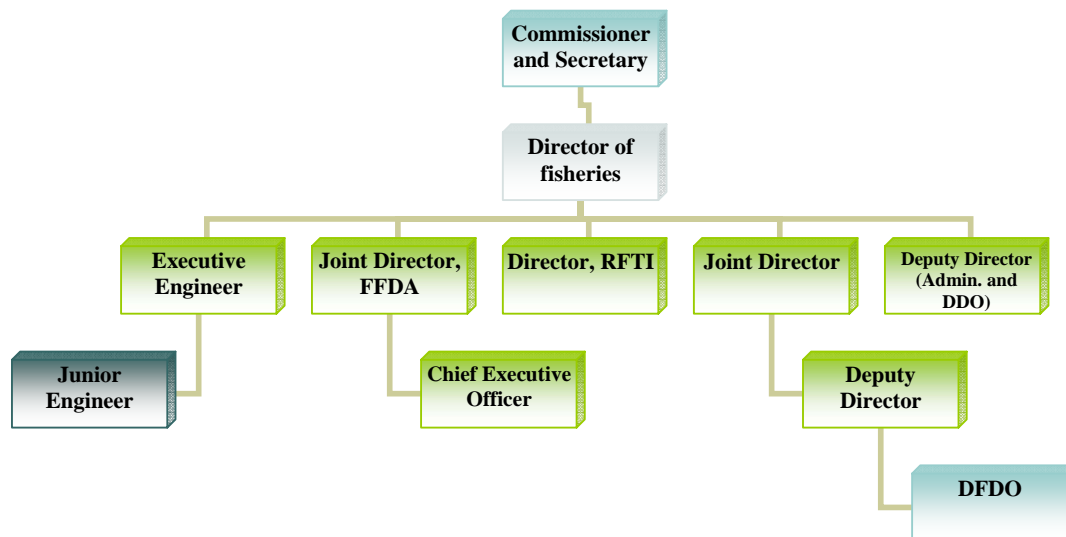 Commissioner
and Secretary
Director of
fisheries
Executive
Engineer
Joint Director,
FFDA
Director, RFTI
Joint Director
Deputy Director
(Admin. and
DDO)
Junior
Engineer
Chief Executive
Officer
Deputy
Director
DFDO